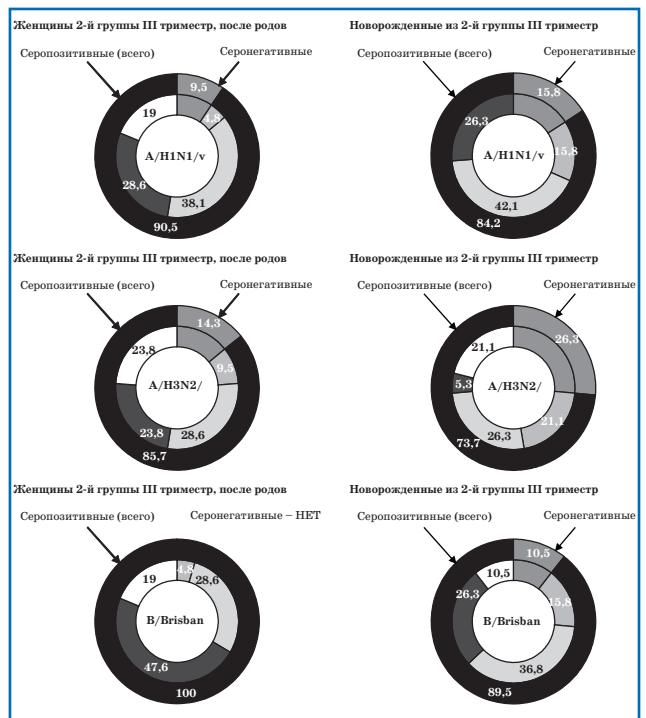 Женщины 2-й группы III триместр, после родов
Новорожденные из 2-й группы III триместр
Серопозитивные (всего)
Серонегативные
Серопозитивные (всего)
Серонегативные
9,5
19
4,8
A/H1N1/v
28,6
38,1
90,5
15,8
26,3
15,8
A/H1N1/v
42,1
84,2
Женщины 2-й группы III триместр, после родов
Новорожденные из 2-й группы III триместр
Серопозитивные (всего)
Серонегативные
Серопозитивные (всего)
Серонегативные
14,3
23,8
9,5
A/H3N2/
23,8
28,6
85,7
26,3
21,1
5,3
A/H3N2/
21,1
26,3
73,7
Женщины 2-й группы III триместр, после родов
Новорожденные из 2-й группы III триместр
Серопозитивные (всего)
Серонегативные – НЕТ
Серопозитивные (всего)
Серонегативные
4,8
19
28,6
B/Brisban
47,6
100
10,5
10,5
26,3
15,8
B/Brisban
36,8
89,5